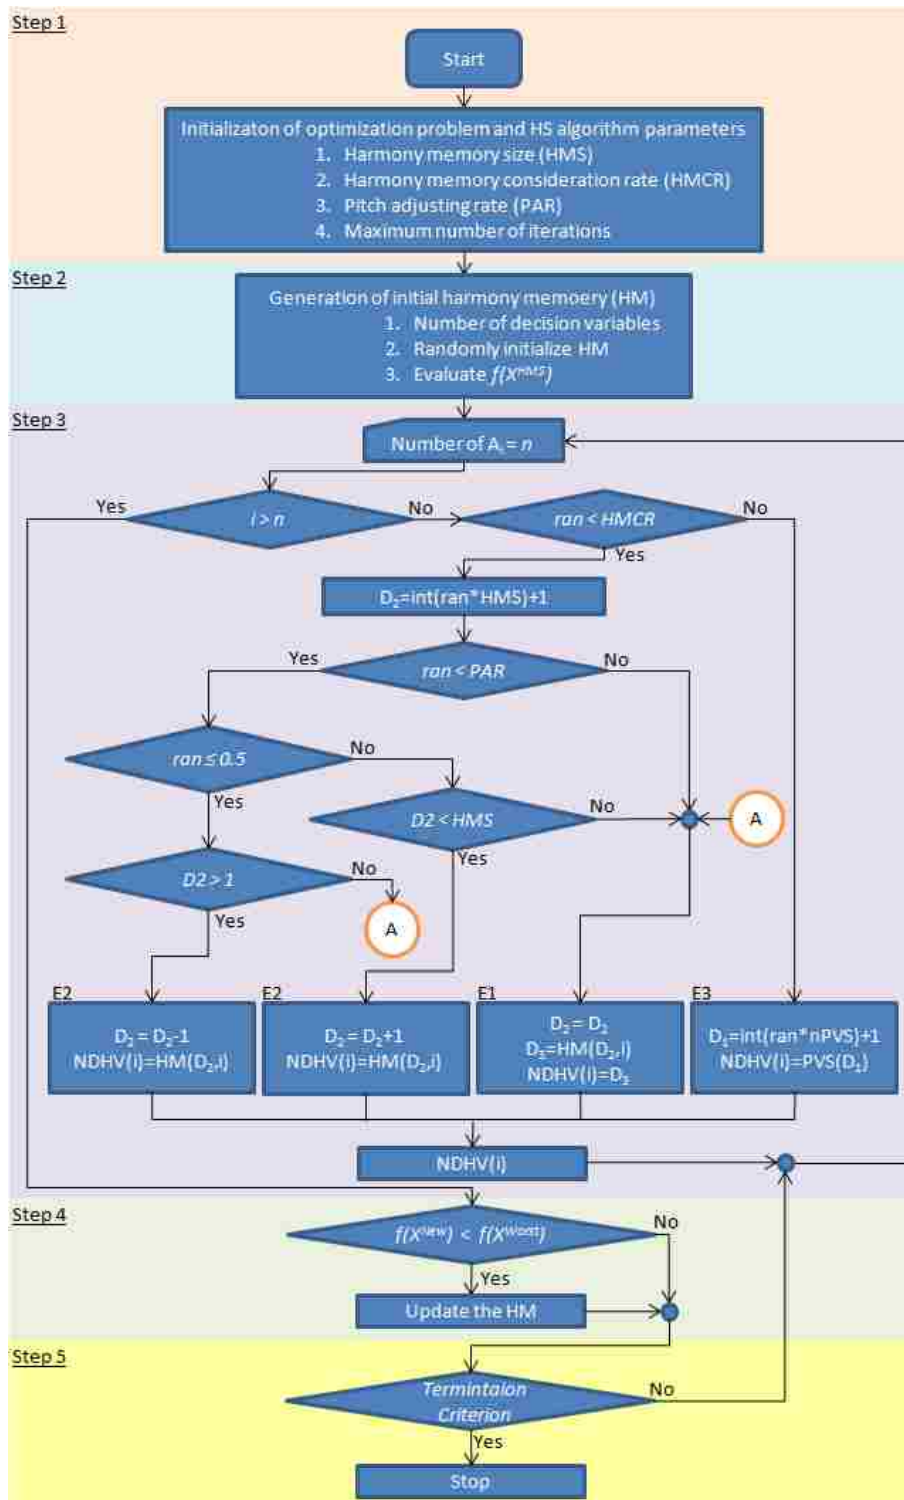 Step 1
Start
Initializaton of optimization problem and HS algorithm parameters
1. Harmony memory size (HMS)
2. Harmony memory consideration rate (HMCR)
3. Pitch adjusting rate (PAR)
4. Maximum number of iterations
Step 2
Generation of initial harmony memoery (HM)
1. Number of decision variables
2. Randomly initialize HM
3. Evaluate f(X^HMS)
Step 3
Number of A = n
Yes
i > n
No
ran < HMCR
No
Yes
D₂=int(ran*HMS)+1
Yes
ran < PAR
No
ran ≤ 0.5
No
Yes
D2 < HMS
No
A
Yes
D2 > 1
No
Yes
A
E2
D₂ = D₂-1
NDHV(i)=HM(D₂,i)
E2
D₂ = D₂+1
NDHV(i)=HM(D₂,i)
E1
D₂ = D₂
D₃=HM(D₂,i)
NDHV(i)=D₃
E3
D₁=int(ran*nPVS)+1
NDHV(i)=PVS(D₁)
NDHV(i)
Step 4
f(X^New) < f(X^Worst)
No
Yes
Update the HM
Step 5
Termintaion
Criterion
No
Yes
Stop